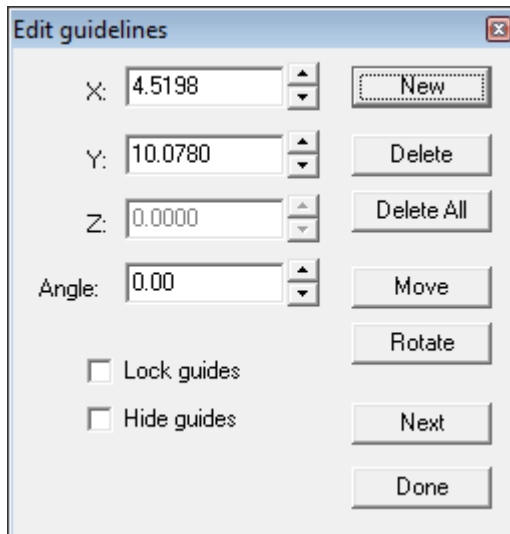 Edit guidelines
X: 4.5198 New
Y: 10.0780 Delete
Z: 0.0000 Delete All
Angle: 0.00 Move
Rotate
Lock guides
Hide guides Next
Done